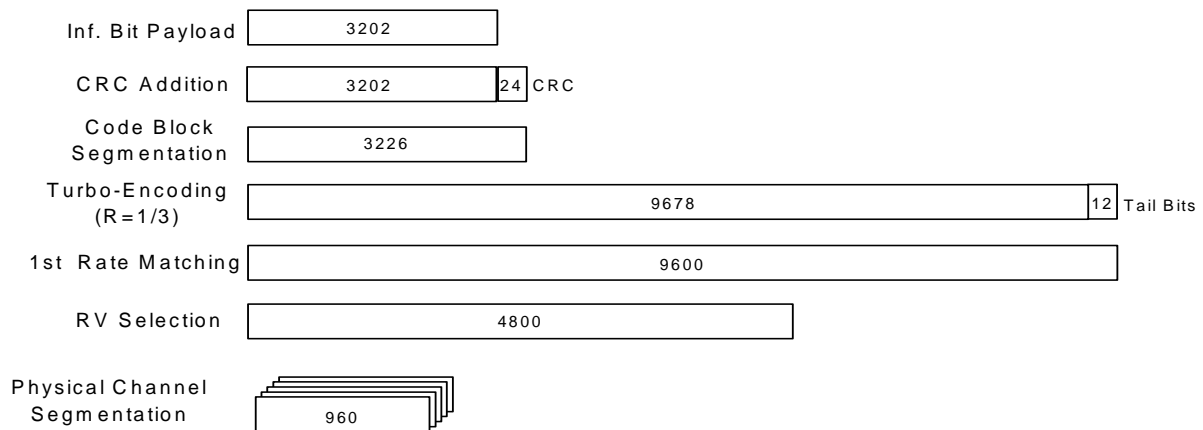 Inf. Bit Payload
3202
CRC Addition
3202
24
CRC
Code Block
Segmentation
3226
Turbo-Encoding
(R=1/3)
9678
12
Tail Bits
1st Rate Matching
9600
RV Selection
4800
Physical Channel
Segmentation
960